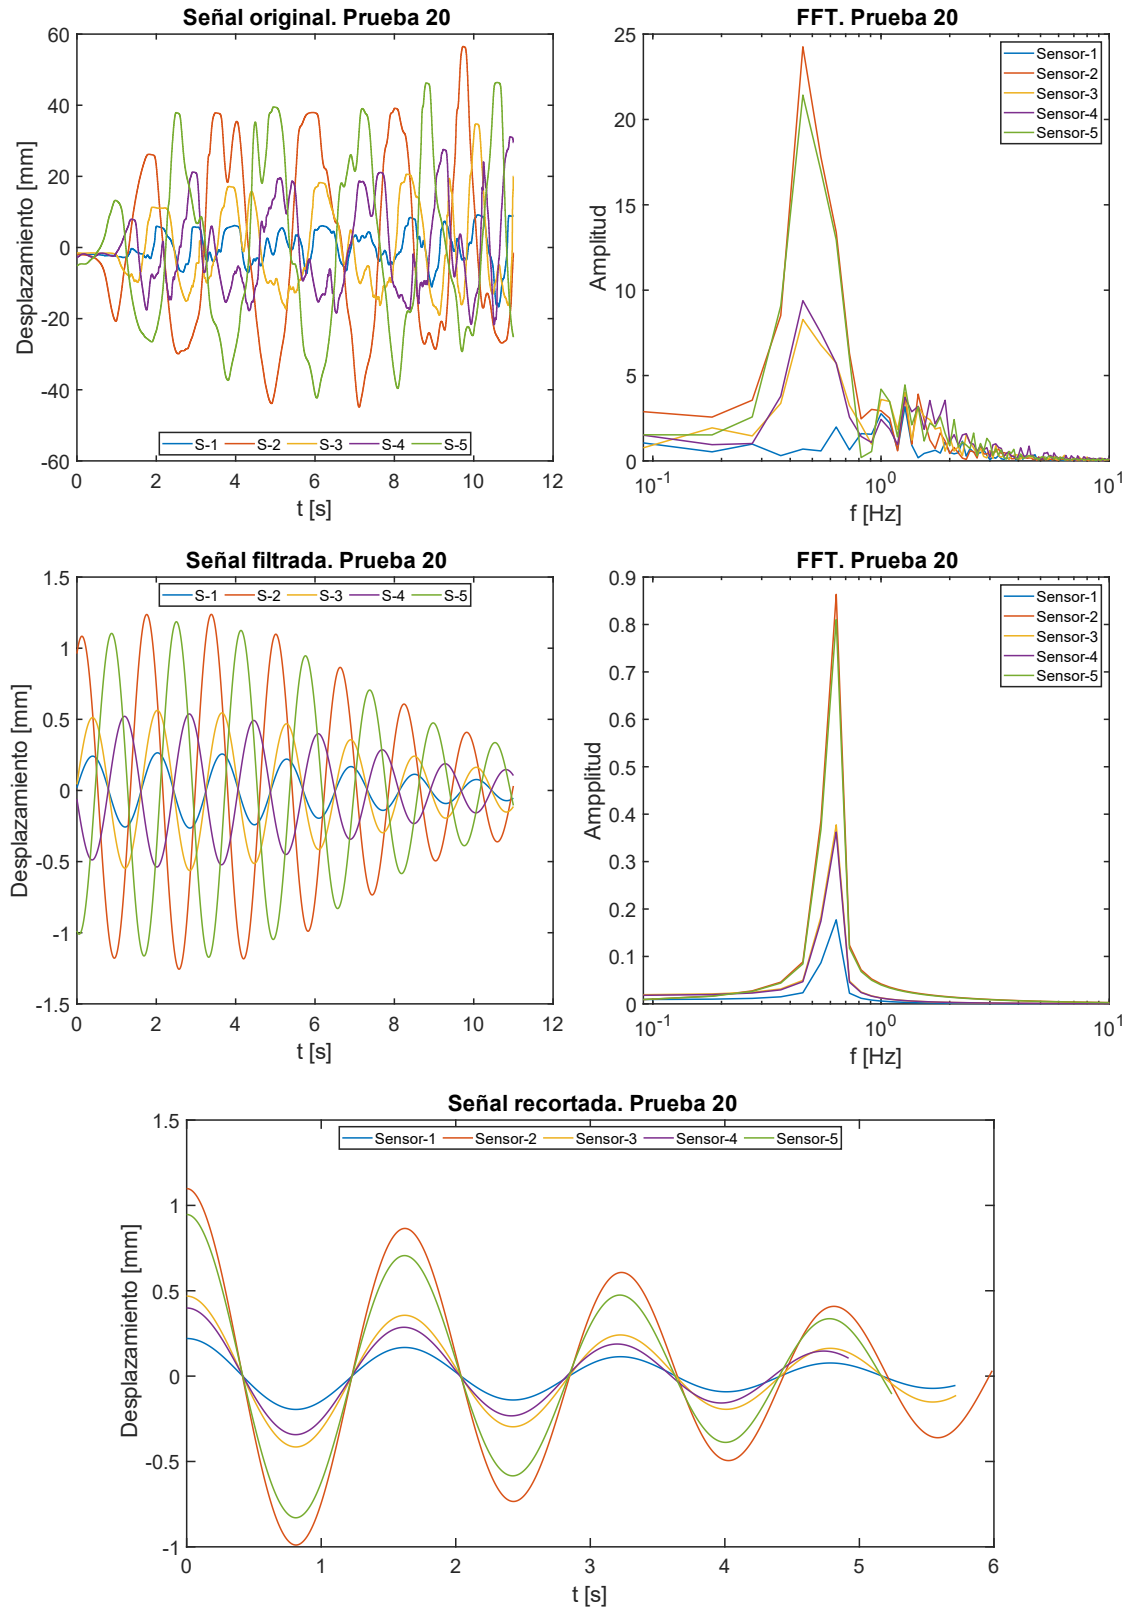 Señal original. Prueba 20
Desplazamiento [mm]
60
40
20
0
-20
-40
-60
S-1 S-2 S-3 S-4 S-5
0 2 4 6 8 10 12
t [s]
FFT. Prueba 20
Amplitud
25
20
15
10
5
0
Sensor-1
Sensor-2
Sensor-3
Sensor-4
Sensor-5
10^-1 10^0 10^1
f [Hz]
Señal filtrada. Prueba 20
Desplazamiento [mm]
1.5
1
0.5
0
-0.5
-1
-1.5
S-1 S-2 S-3 S-4 S-5
0 2 4 6 8 10 12
t [s]
FFT. Prueba 20
Ampplitud
0.9
0.8
0.7
0.6
0.5
0.4
0.3
0.2
0.1
0
Sensor-1
Sensor-2
Sensor-3
Sensor-4
Sensor-5
10^-1 10^0 10^1
f [Hz]
Señal recortada. Prueba 20
Desplazamiento [mm]
1.5
1
0.5
0
-0.5
-1
Sensor-1 Sensor-2 Sensor-3 Sensor-4 Sensor-5
0 1 2 3 4 5 6
t [s]